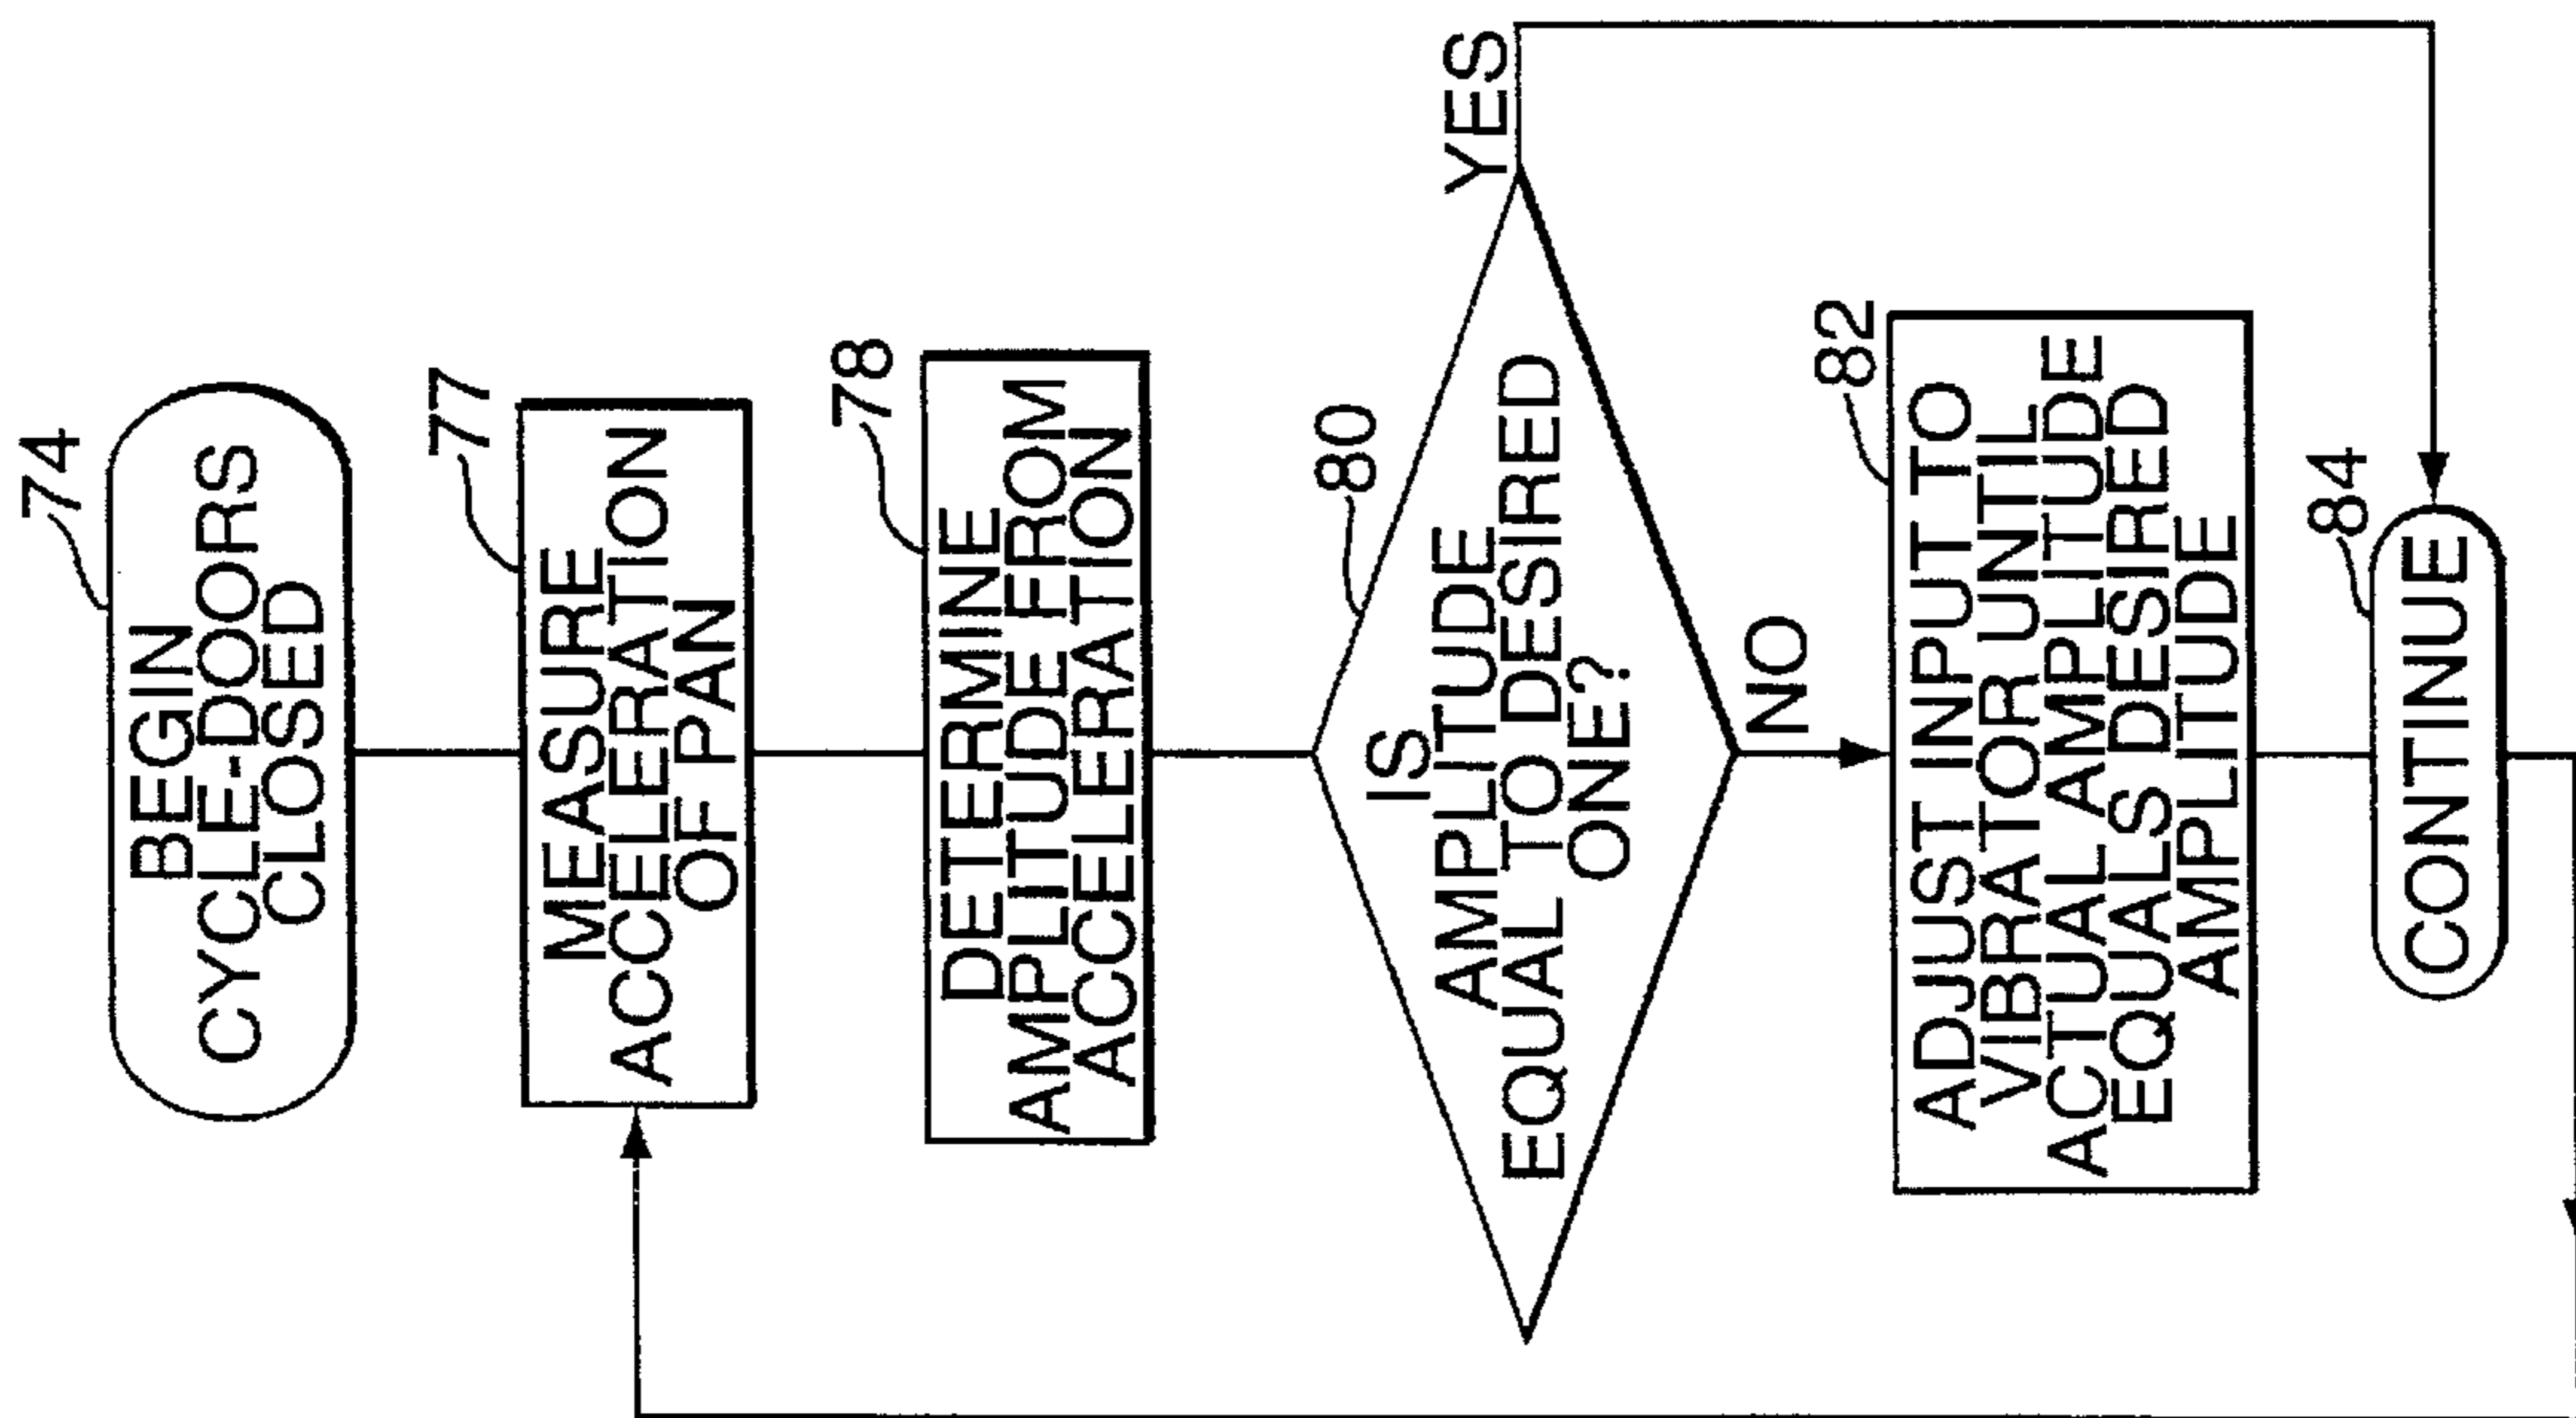 74
BEGIN
CYCLE-DOORS
CLOSED
77
MEASURE
ACCELERATION
OF PAN
78
DETERMINE
AMPLITUDE FROM
ACCELERATION
80
IS
AMPLITUDE
EQUAL TO DESIRED
ONE?
YES
NO
82
ADJUST INPUT TO
VIBRATOR UNTIL
ACTUAL AMPLITUDE
EQUALS DESIRED
AMPLITUDE
84
CONTINUE